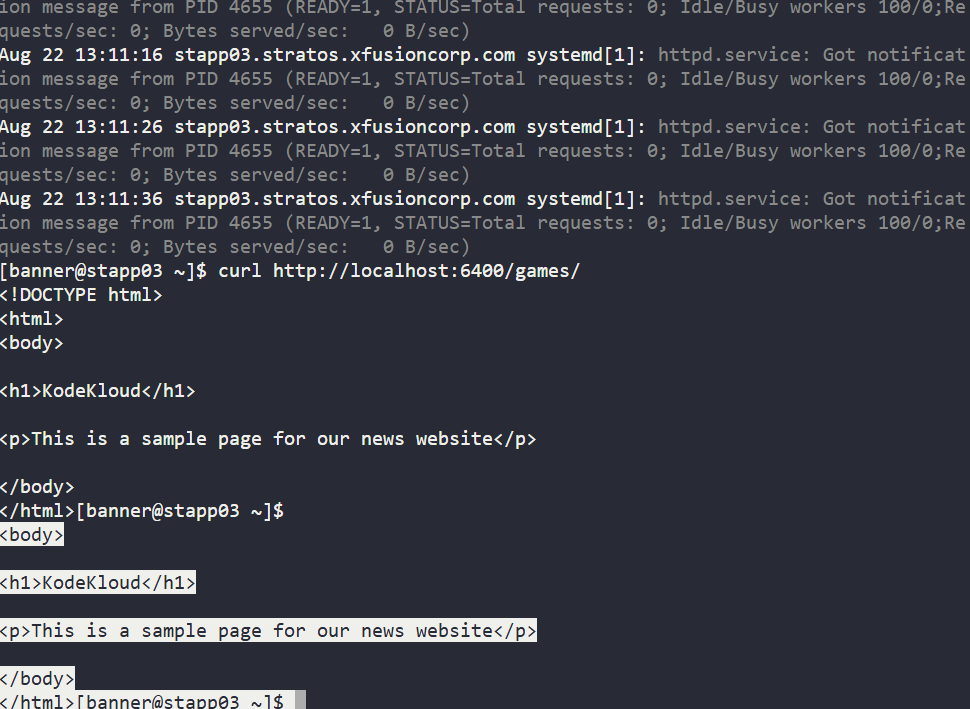 ion message from PID 4655 (READY=1, STATUS=Total requests: 0; Idle/Busy workers 100/0;Re
quests/sec: 0; Bytes served/sec:   0 B/sec)
Aug 22 13:11:16 stapp03.stratos.xfusioncorp.com systemd[1]: httpd.service: Got notificat
ion message from PID 4655 (READY=1, STATUS=Total requests: 0; Idle/Busy workers 100/0;Re
quests/sec: 0; Bytes served/sec:   0 B/sec)
Aug 22 13:11:26 stapp03.stratos.xfusioncorp.com systemd[1]: httpd.service: Got notificat
ion message from PID 4655 (READY=1, STATUS=Total requests: 0; Idle/Busy workers 100/0;Re
quests/sec: 0; Bytes served/sec:   0 B/sec)
Aug 22 13:11:36 stapp03.stratos.xfusioncorp.com systemd[1]: httpd.service: Got notificat
ion message from PID 4655 (READY=1, STATUS=Total requests: 0; Idle/Busy workers 100/0;Re
quests/sec: 0; Bytes served/sec:   0 B/sec)
[banner@stapp03 ~]$ curl http://localhost:6400/games/
<!DOCTYPE html>
<html>
<body>
<h1>KodeKloud</h1>
<p>This is a sample page for our news website</p>
</body>
</html>[banner@stapp03 ~]$
<body>
<h1>KodeKloud</h1>
<p>This is a sample page for our news website</p>
</body>
</html>[banner@stapp03 ~]$